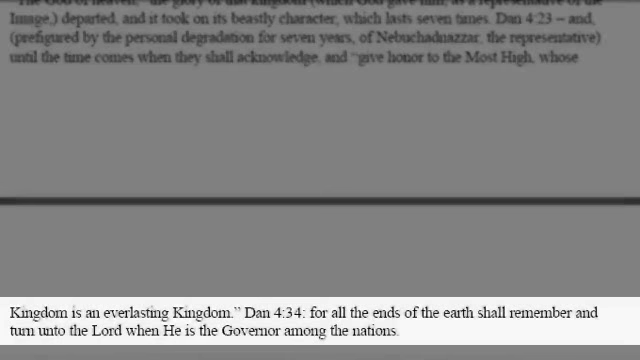 "The God of heaven," the glory of that kingdom (which God gave him, as a representative of the
Image,) departed, and it took on its beastly character, which lasts seven times. Dan 4:23 – and,
(prefigured by the personal degradation for seven years, of Nebuchadnazzar, the representative)
until the time comes when they shall acknowledge, and "give honor to the Most High, whose
Kingdom is an everlasting Kingdom." Dan 4:34: for all the ends of the earth shall remember and
turn unto the Lord when He is the Governor among the nations.